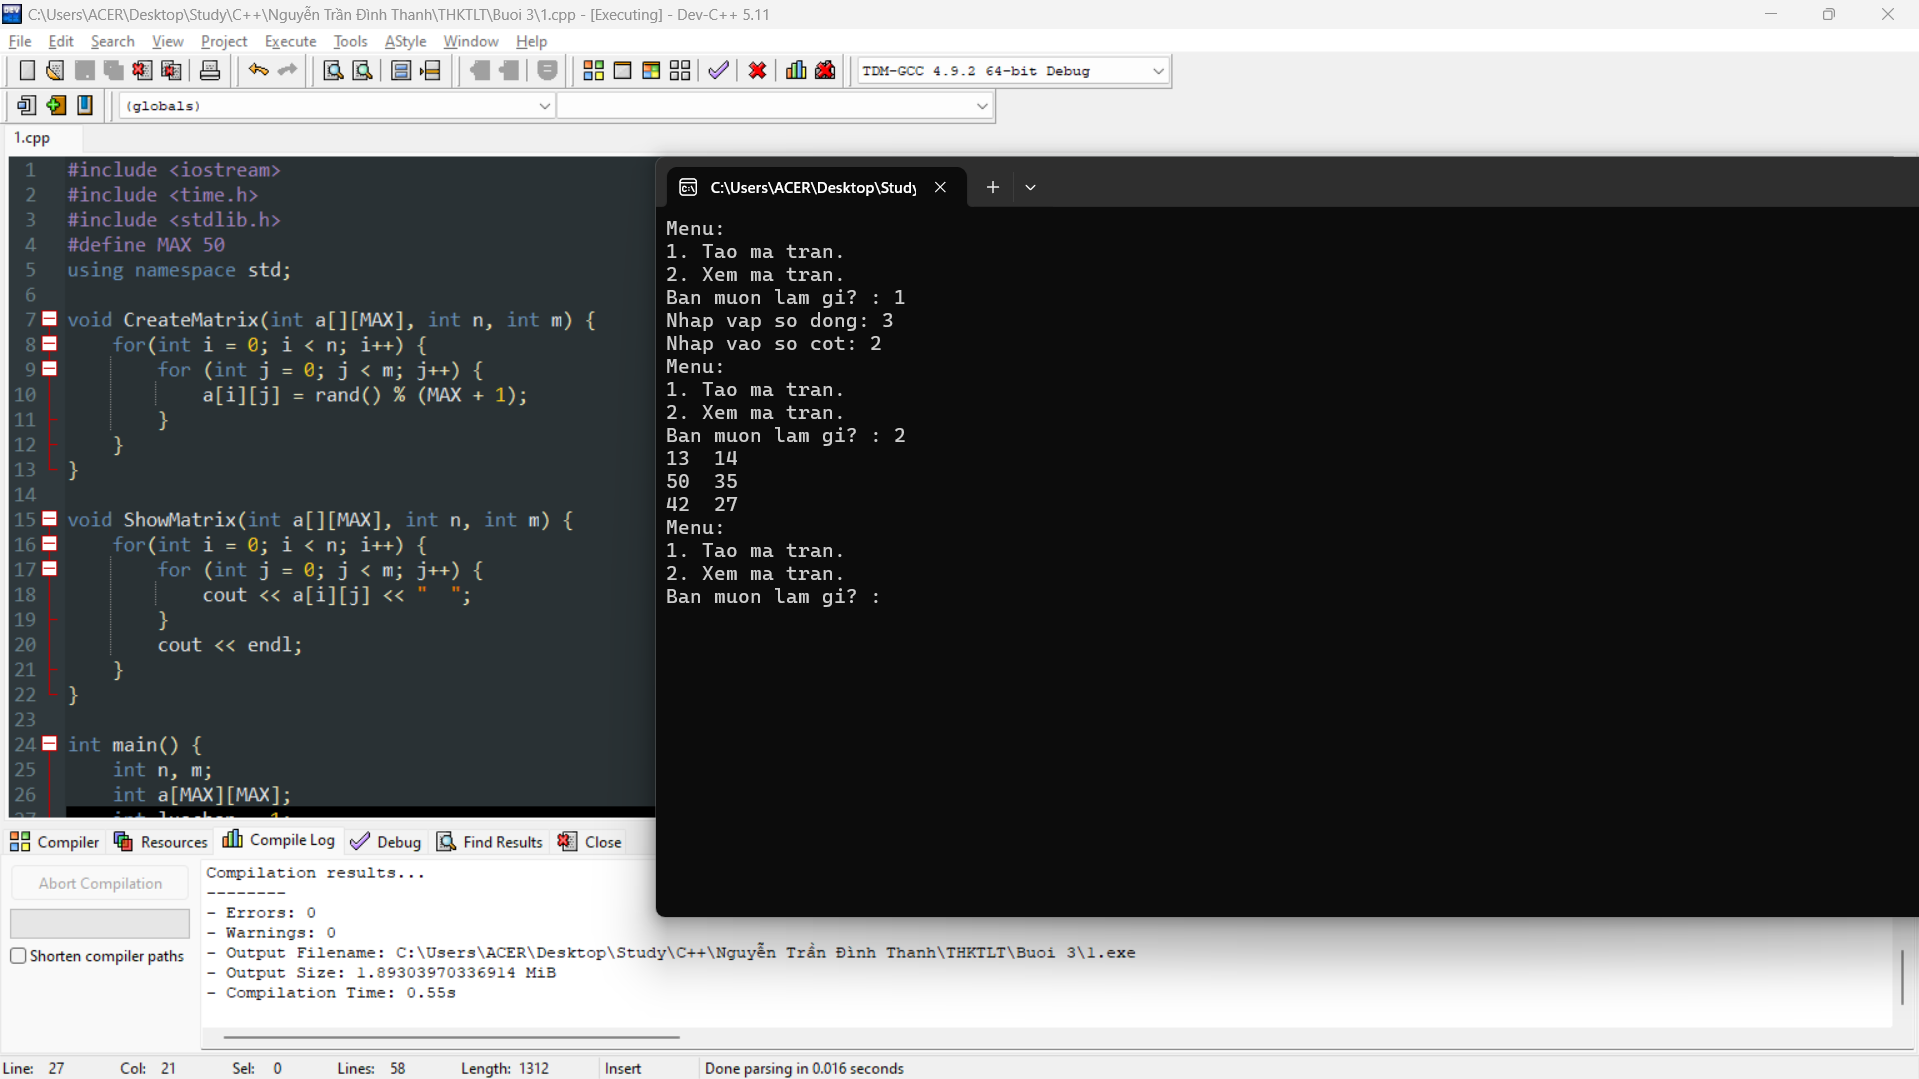 C:\Users\ACER\Desktop\Study\C++\Nguyễn Trần Đình Thanh\THKTLT\Buoi 3\1.cpp - [Executing] - Dev-C++ 5.11
File Edit Search View Project Execute Tools AStyle Window Help
TDM-GCC 4.9.2 64-bit Debug
(globals)
1.cpp
1 #include <iostream>
2 #include <time.h>
3 #include <stdlib.h>
4 #define MAX 50
5 using namespace std;
6
7 void CreateMatrix(int a[][MAX], int n, int m) {
8 for(int i = 0; i < n; i++) {
9 for (int j = 0; j < m; j++) {
10 a[i][j] = rand() % (MAX + 1);
11 }
12 }
13 }
14
15 void ShowMatrix(int a[][MAX], int n, int m) {
16 for(int i = 0; i < n; i++) {
17 for (int j = 0; j < m; j++) {
18 cout << a[i][j] << "  ";
19 }
20 cout << endl;
21 }
22 }
23
24 int main() {
25 int n, m;
26 int a[MAX][MAX];
C:\Users\ACER\Desktop\Study
Menu:
1. Tao ma tran.
2. Xem ma tran.
Ban muon lam gi? : 1
Nhap vap so dong: 3
Nhap vao so cot: 2
Menu:
1. Tao ma tran.
2. Xem ma tran.
Ban muon lam gi? : 2
13  14
50  35
42  27
Menu:
1. Tao ma tran.
2. Xem ma tran.
Ban muon lam gi? :
Compiler Resources Compile Log Debug Find Results Close
Abort Compilation
Shorten compiler paths
Compilation results...
--------
- Errors: 0
- Warnings: 0
- Output Filename: C:\Users\ACER\Desktop\Study\C++\Nguyễn Trần Đình Thanh\THKTLT\Buoi 3\1.exe
- Output Size: 1.89303970336914 MiB
- Compilation Time: 0.55s
Line: 27 Col: 21 Sel: 0 Lines: 58 Length: 1312 Insert Done parsing in 0.016 seconds